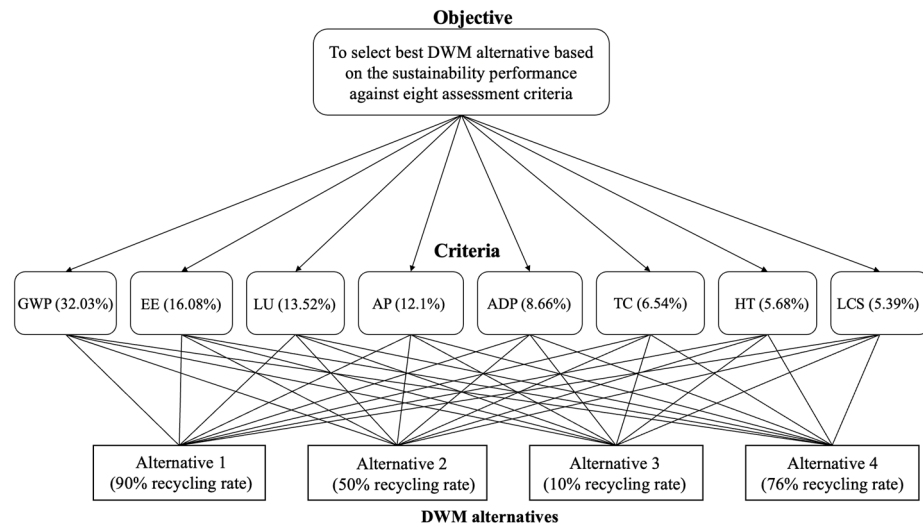 Objective
To select best DWM alternative based
on the sustainability performance
against eight assessment criteria
Criteria
GWP (32.03%)
EE (16.08%)
LU (13.52%)
AP (12.1%)
ADP (8.66%)
TC (6.54%)
HT (5.68%)
LCS (5.39%)
Alternative 1
(90% recycling rate)
Alternative 2
(50% recycling rate)
Alternative 3
(10% recycling rate)
Alternative 4
(76% recycling rate)
DWM alternatives